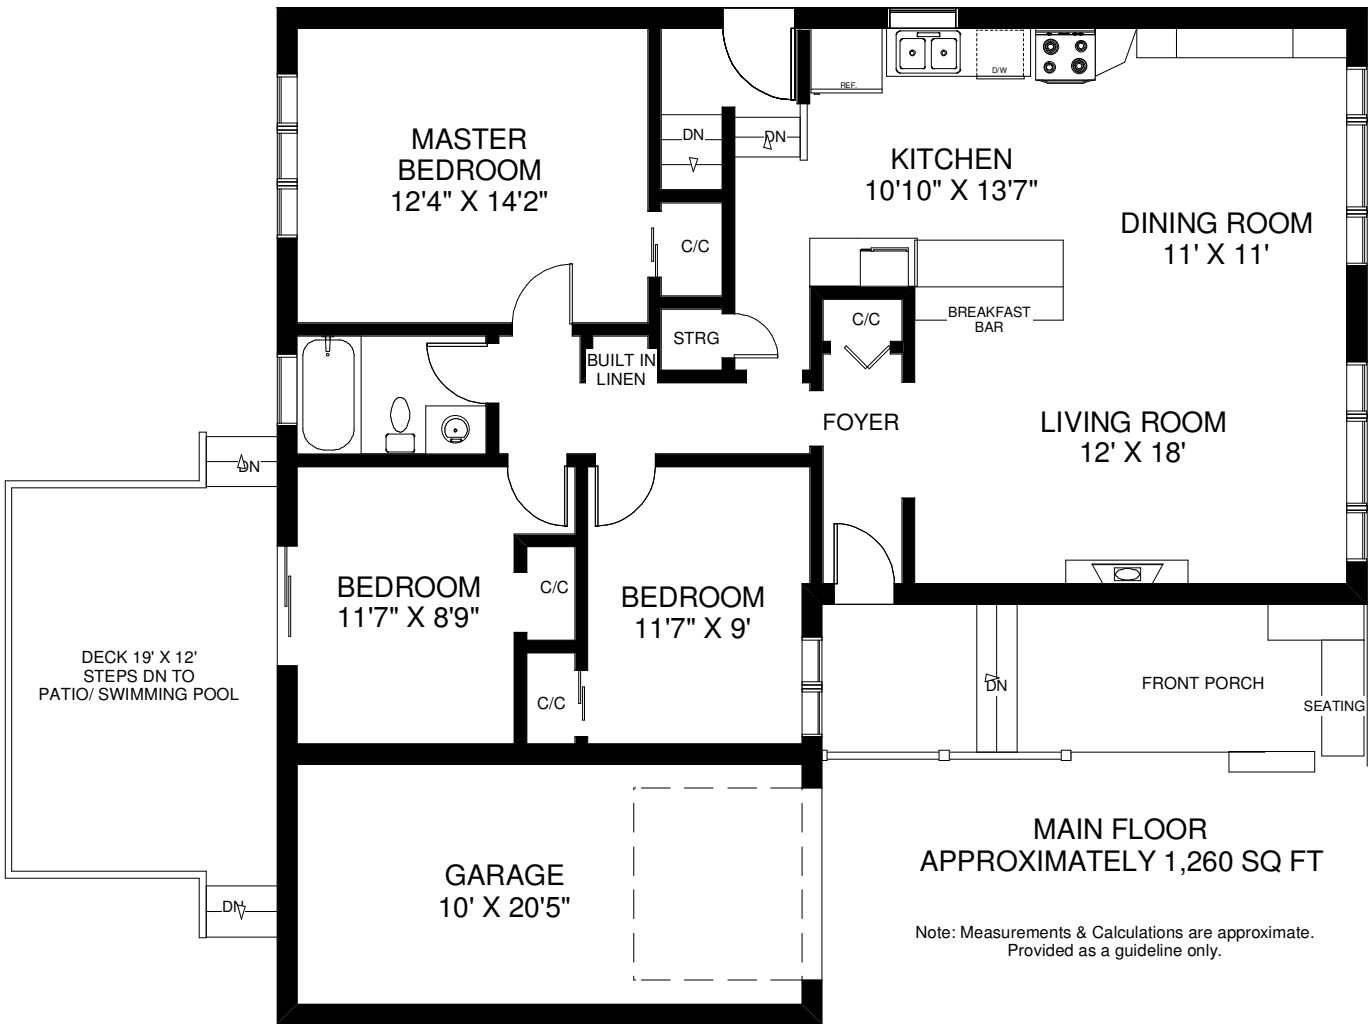 MASTER
BEDROOM
12'4" X 14'2"
DN
DN
REF.
D/W
KITCHEN
10'10" X 13'7"
DINING ROOM
11' X 11'
C/C
STRG
C/C
BREAKFAST
BAR
BUILT IN
LINEN
FOYER
LIVING ROOM
12' X 18'
DN
BEDROOM
11'7" X 8'9"
C/C
BEDROOM
11'7" X 9'
C/C
DECK 19' X 12'
STEPS DN TO
PATIO/ SWIMMING POOL
DN
FRONT PORCH
SEATING
GARAGE
10' X 20'5"
DN
MAIN FLOOR
APPROXIMATELY 1,260 SQ FT
Note: Measurements & Calculations are approximate.
Provided as a guideline only.